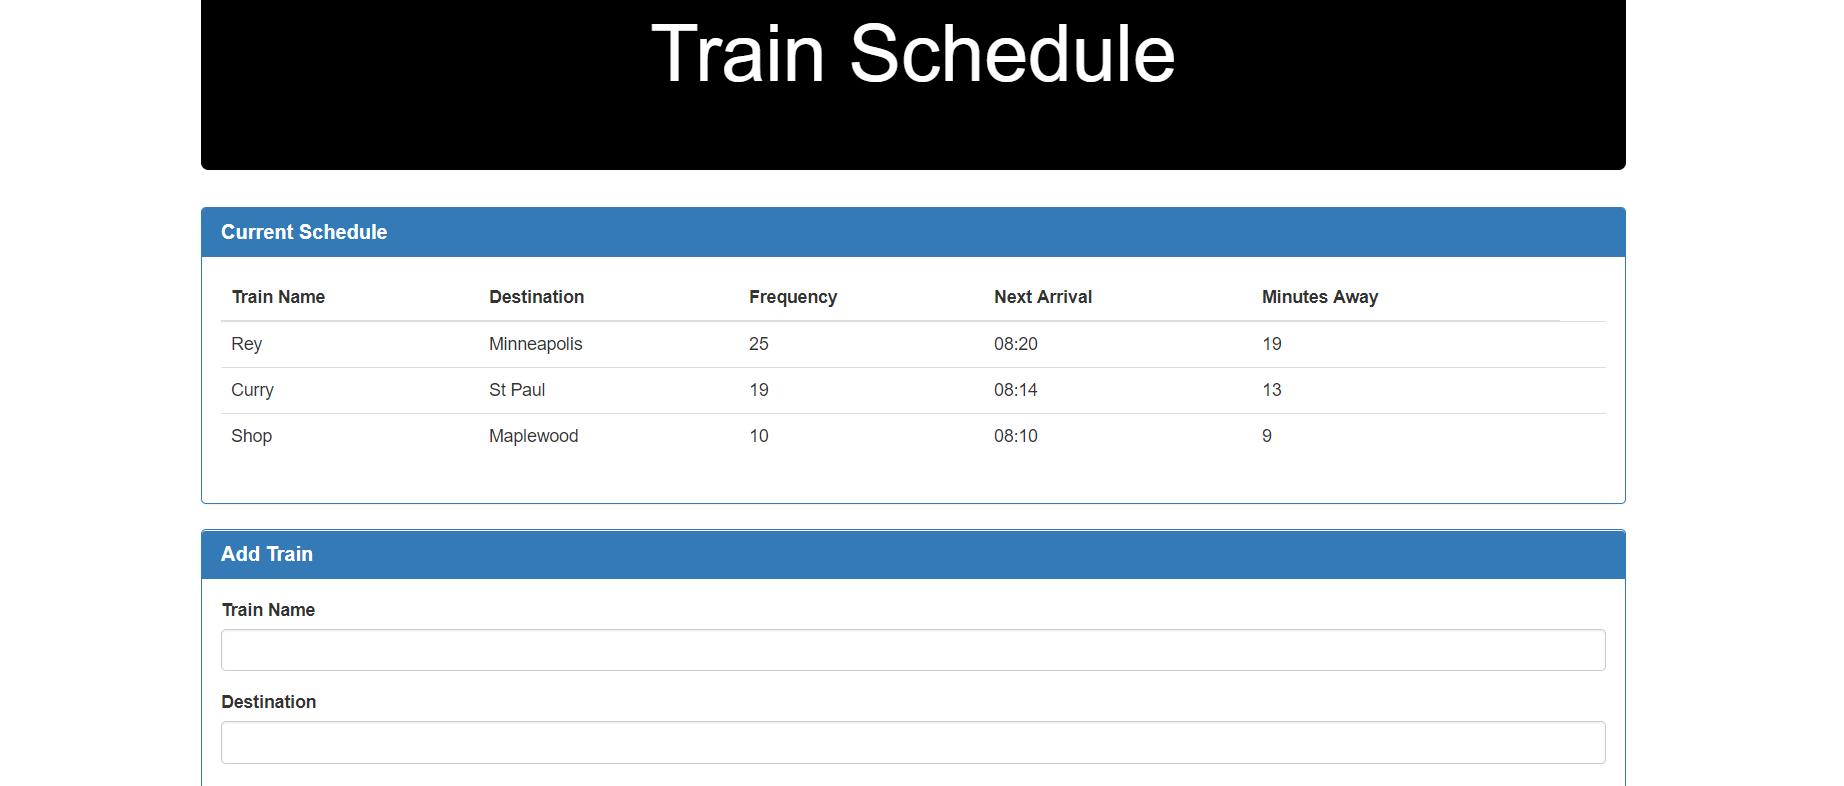 Train Schedule
Current Schedule
Train Name Destination Frequency Next Arrival Minutes Away
Rey Minneapolis 25 08:20 19
Curry St Paul 19 08:14 13
Shop Maplewood 10 08:10 9
Add Train
Train Name
Destination